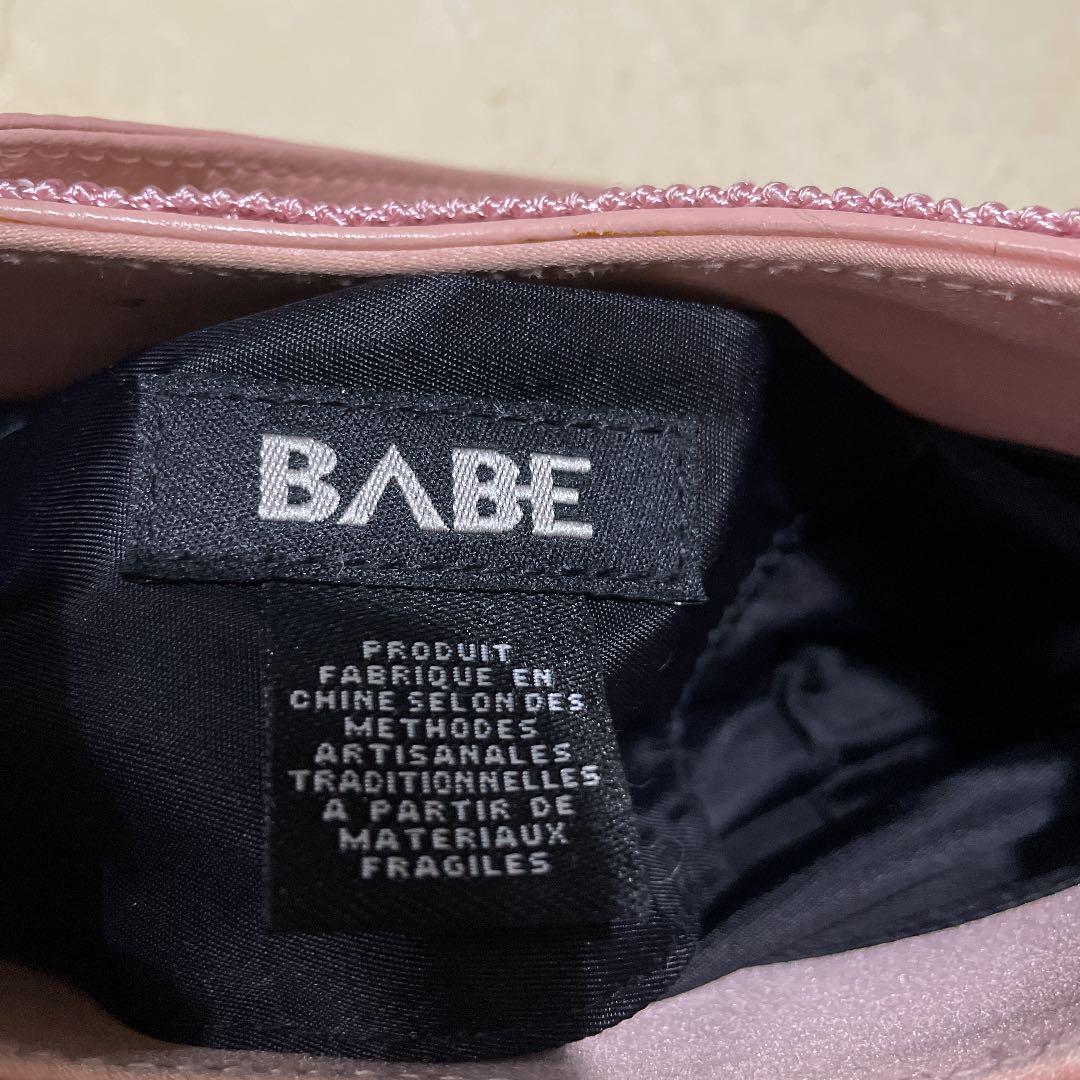 BABE
PRODUIT
FABRIQUE EN
CHINE SELON DES
METHODES
ARTISANALES
TRADITIONNELLES
A PARTIR DE
MATERIAUX
FRAGILES